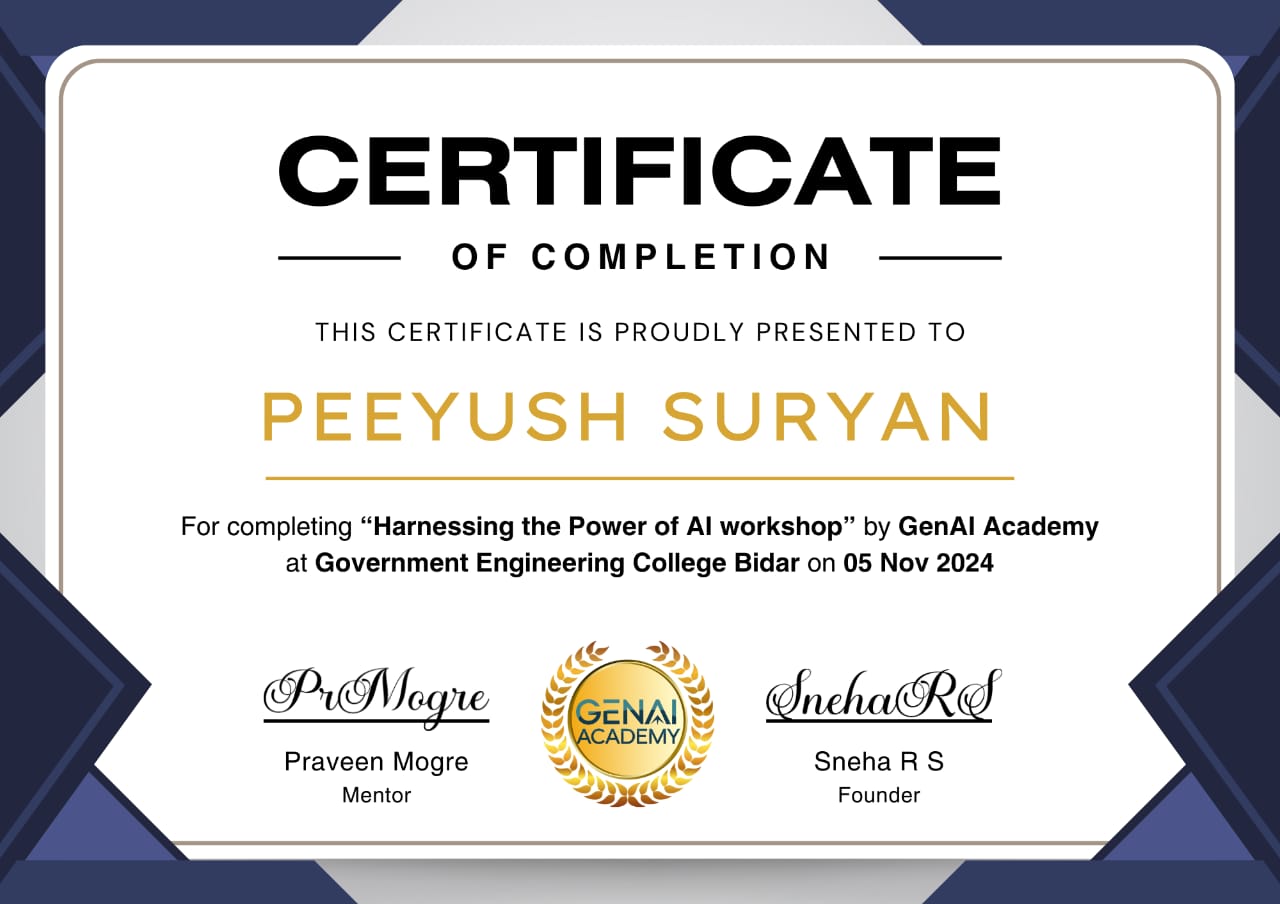 CERTIFICATE
OF COMPLETION
THIS CERTIFICATE IS PROUDLY PRESENTED TO
PEEYUSH SURYAN
For completing “Harnessing the Power of AI workshop” by GenAI Academy
at Government Engineering College Bidar on 05 Nov 2024
PrMogre
Praveen Mogre
Mentor
GENAI
ACADEMY
SnehaRS
Sneha R S
Founder